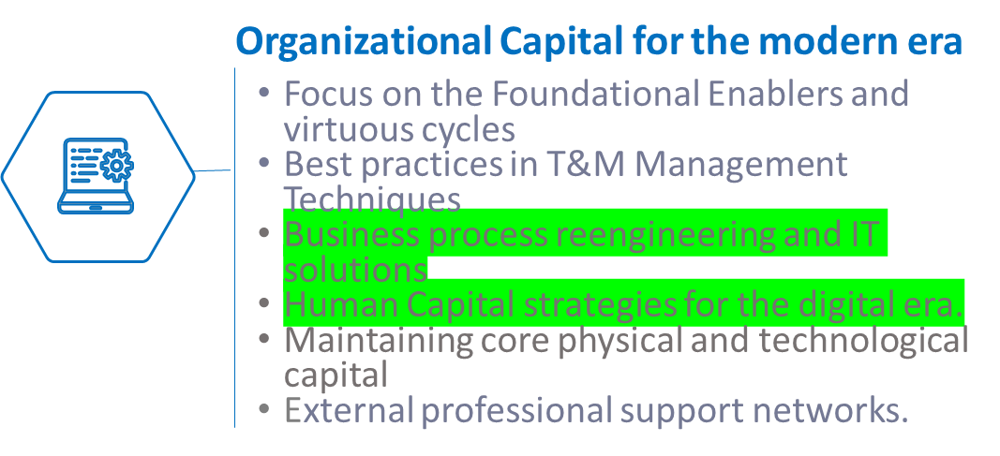 Organizational Capital for the modern era
• Focus on the Foundational Enablers and
virtuous cycles
• Best practices in T&M Management
Techniques
• Business process reengineering and IT
solutions
• Human Capital strategies for the digital era.
• Maintaining core physical and technological
capital
• External professional support networks.